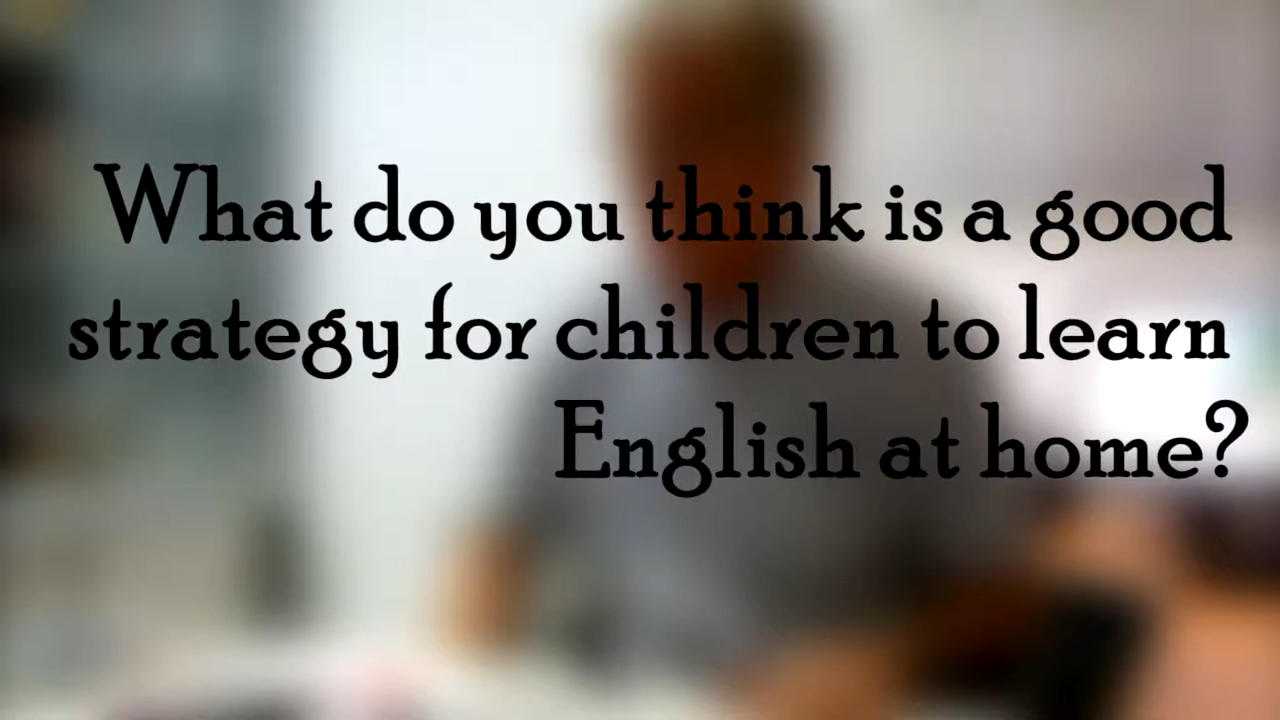 What do you think is a good
strategy for children to learn
English at home?